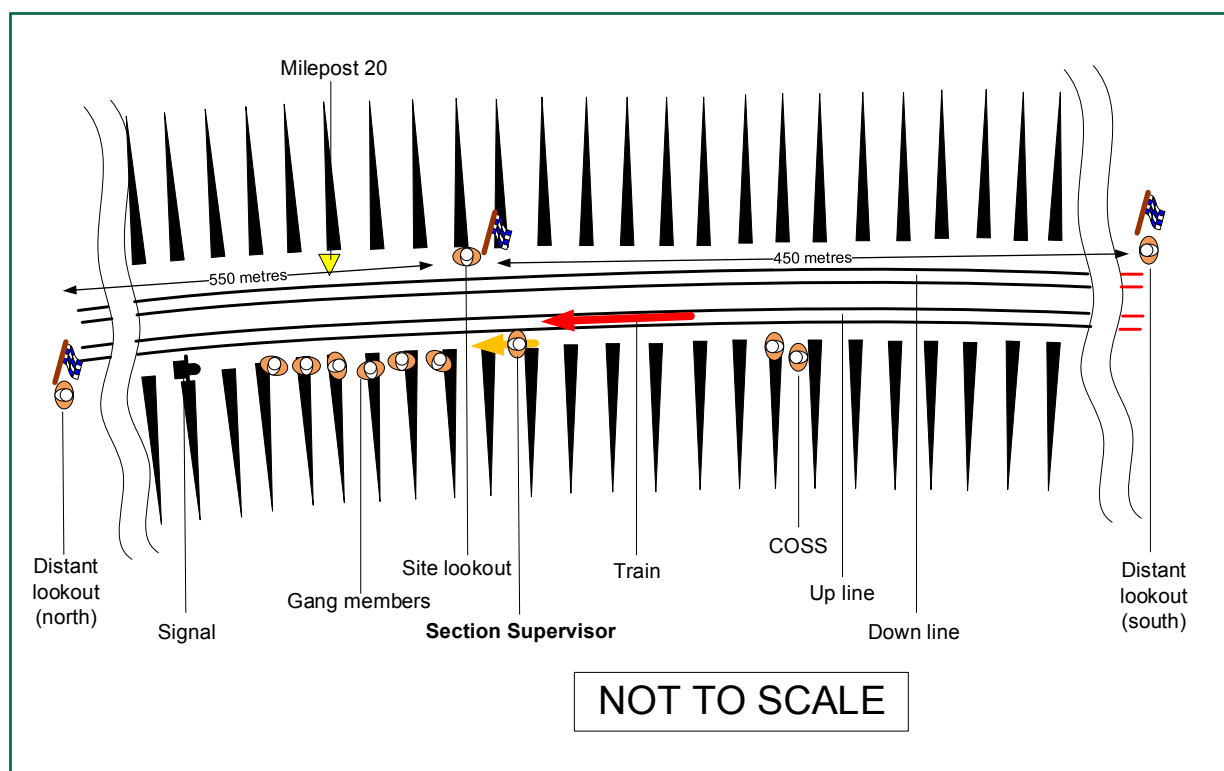 Milepost 20
550 metres
450 metres
Distant
lookout
(north)
Signal
Gang members
Site lookout
Section Supervisor
Train
COSS
Up line
Down line
Distant
lookout
(south)
NOT TO SCALE